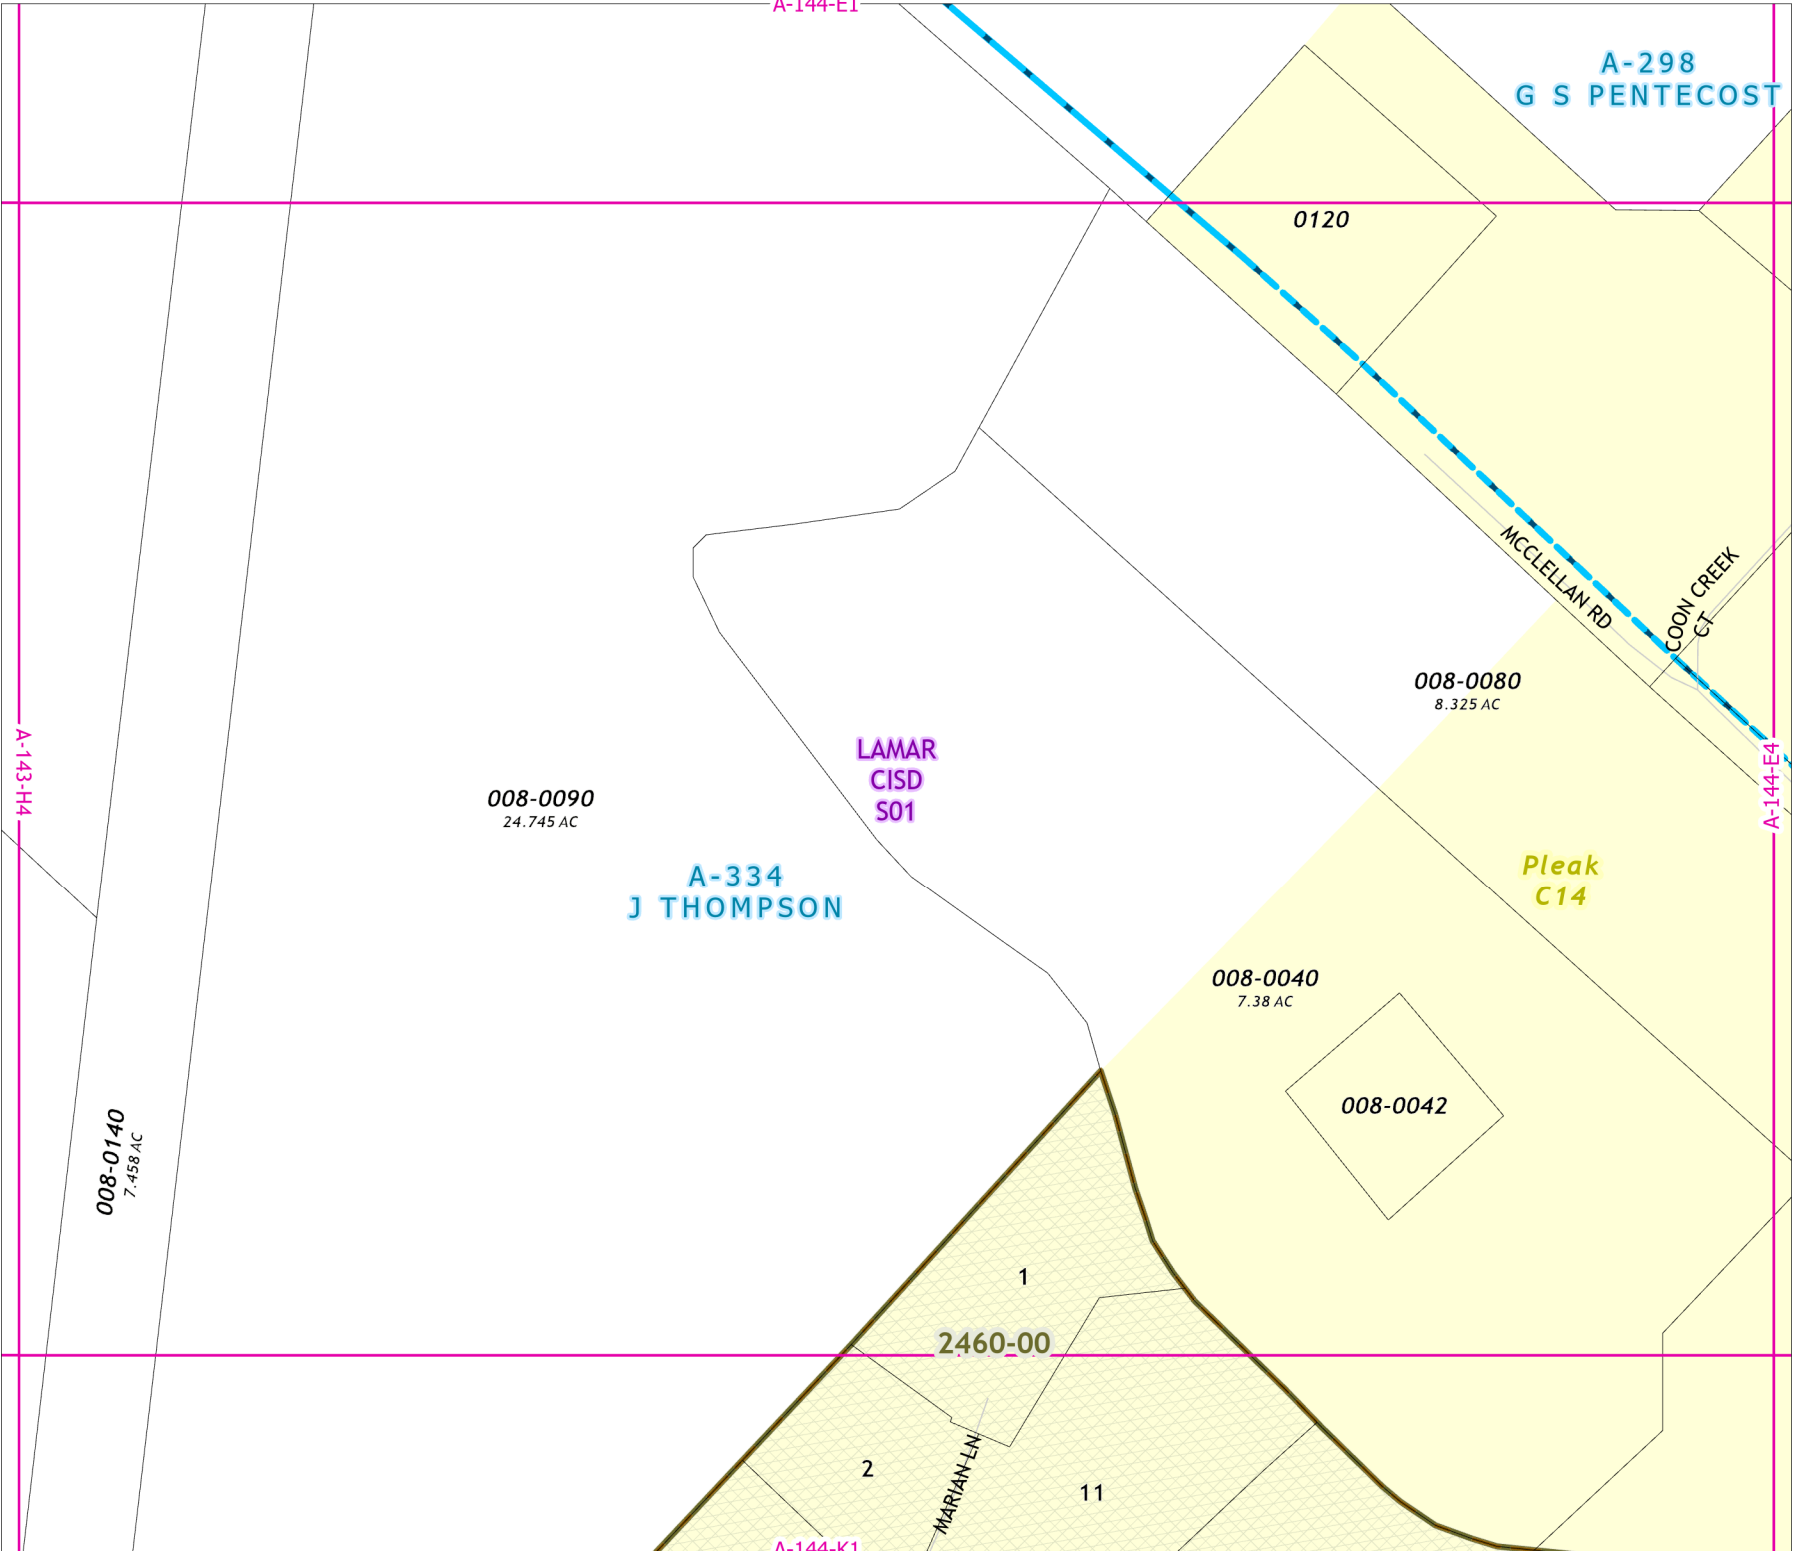 A-144-E1
A-298
G S PENTECOST
0120
MCCLELLAN RD
COON CREEK
CT
008-0080
8.325 AC
A-143-H4
LAMAR
CISD
S01
A-144-E4
008-0090
24.745 AC
A-334
J THOMPSON
Pleak
C14
008-0040
7.38 AC
008-0042
008-0140
7.458 AC
1
2460-00
2
MARIAN LN
11
A-144-K1